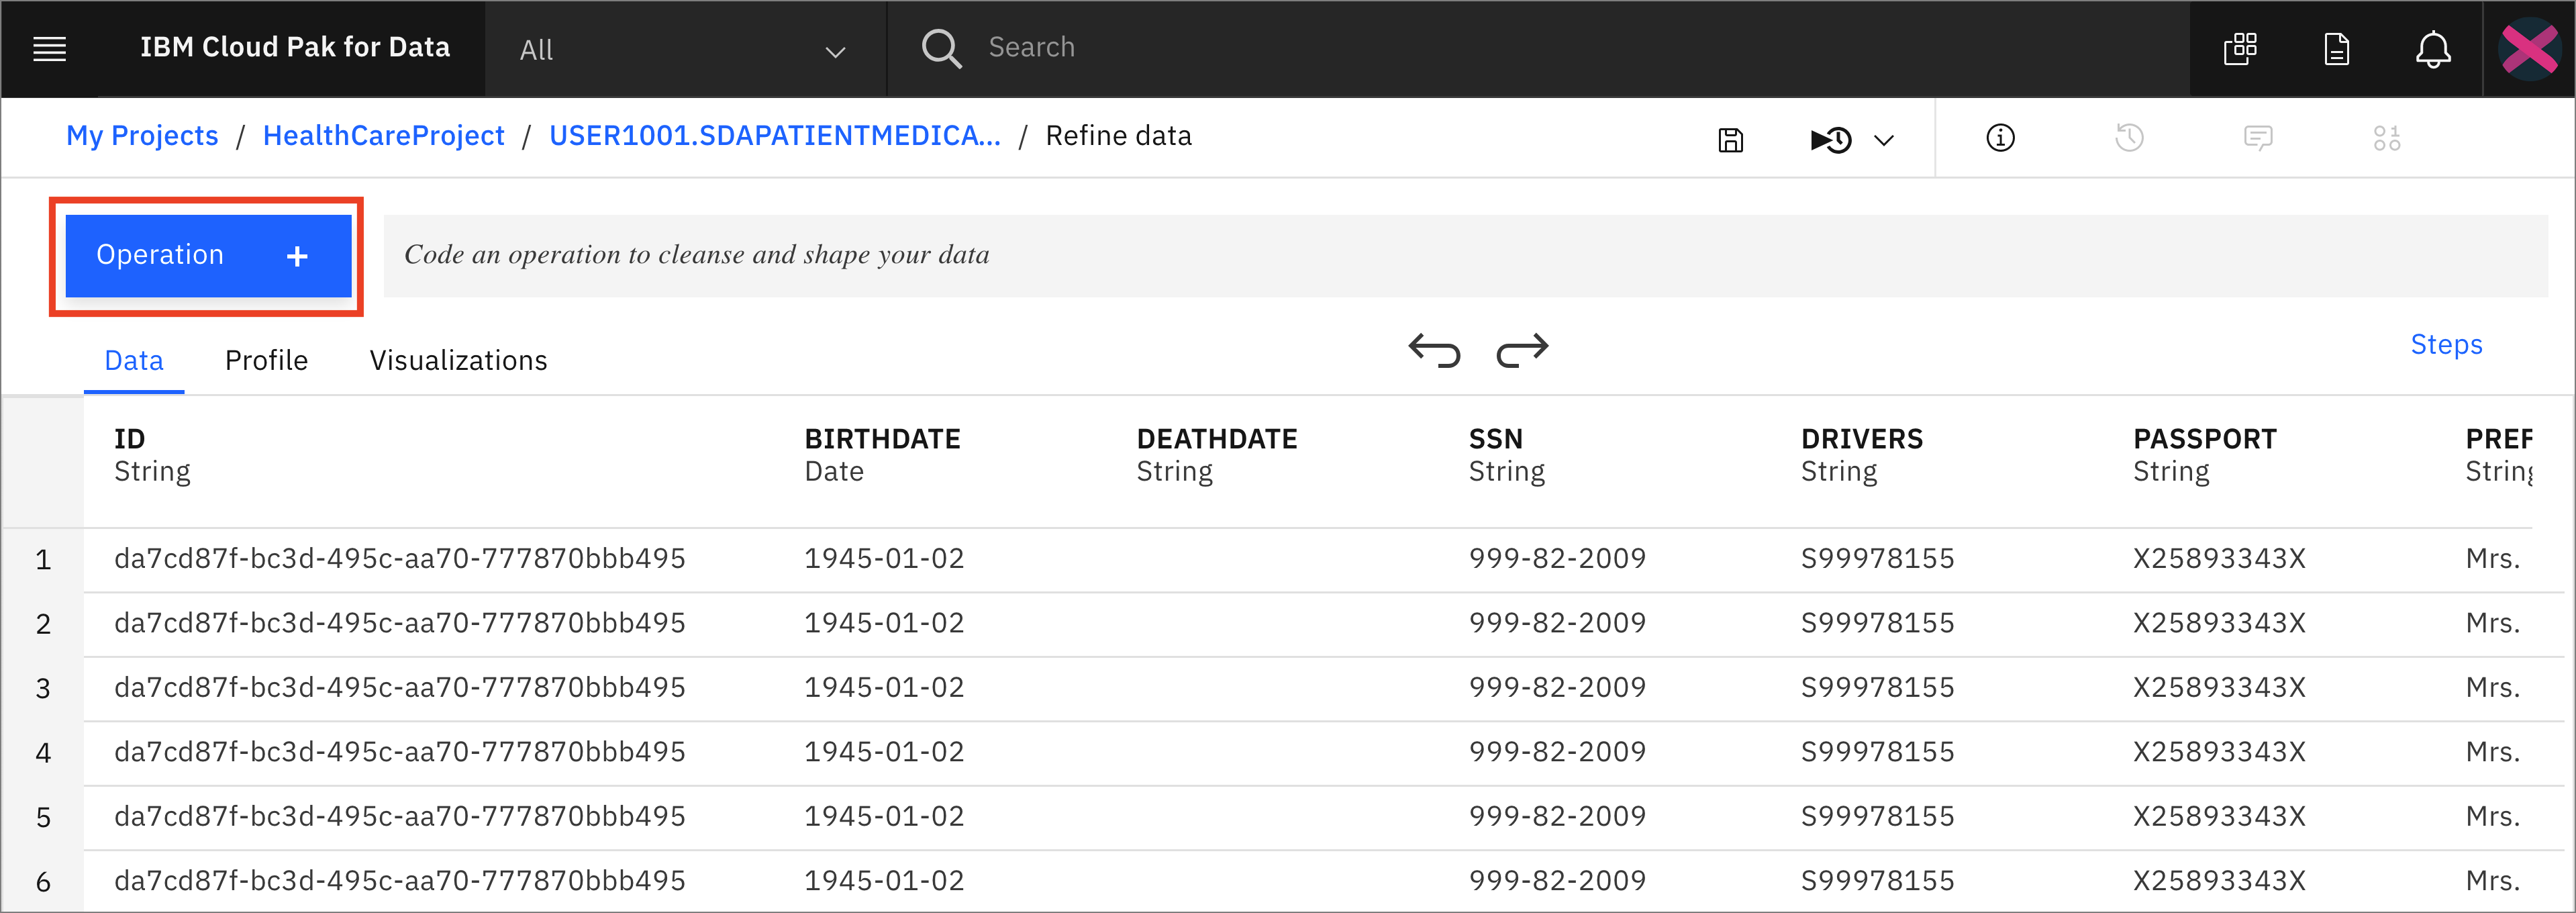 IBM Cloud Pak for Data All Search
My Projects / HealthCareProject / USER1001.SDAPATIENTMEDICA... / Refine data
Operation + Code an operation to cleanse and shape your data
Data Profile Visualizations Steps
ID BIRTHDATE DEATHDATE SSN DRIVERS PASSPORT PREF
String Date String String String String String
1 da7cd87f-bc3d-495c-aa70-777870bbb495 1945-01-02 999-82-2009 S99978155 X25893343X Mrs.
2 da7cd87f-bc3d-495c-aa70-777870bbb495 1945-01-02 999-82-2009 S99978155 X25893343X Mrs.
3 da7cd87f-bc3d-495c-aa70-777870bbb495 1945-01-02 999-82-2009 S99978155 X25893343X Mrs.
4 da7cd87f-bc3d-495c-aa70-777870bbb495 1945-01-02 999-82-2009 S99978155 X25893343X Mrs.
5 da7cd87f-bc3d-495c-aa70-777870bbb495 1945-01-02 999-82-2009 S99978155 X25893343X Mrs.
6 da7cd87f-bc3d-495c-aa70-777870bbb495 1945-01-02 999-82-2009 S99978155 X25893343X Mrs.